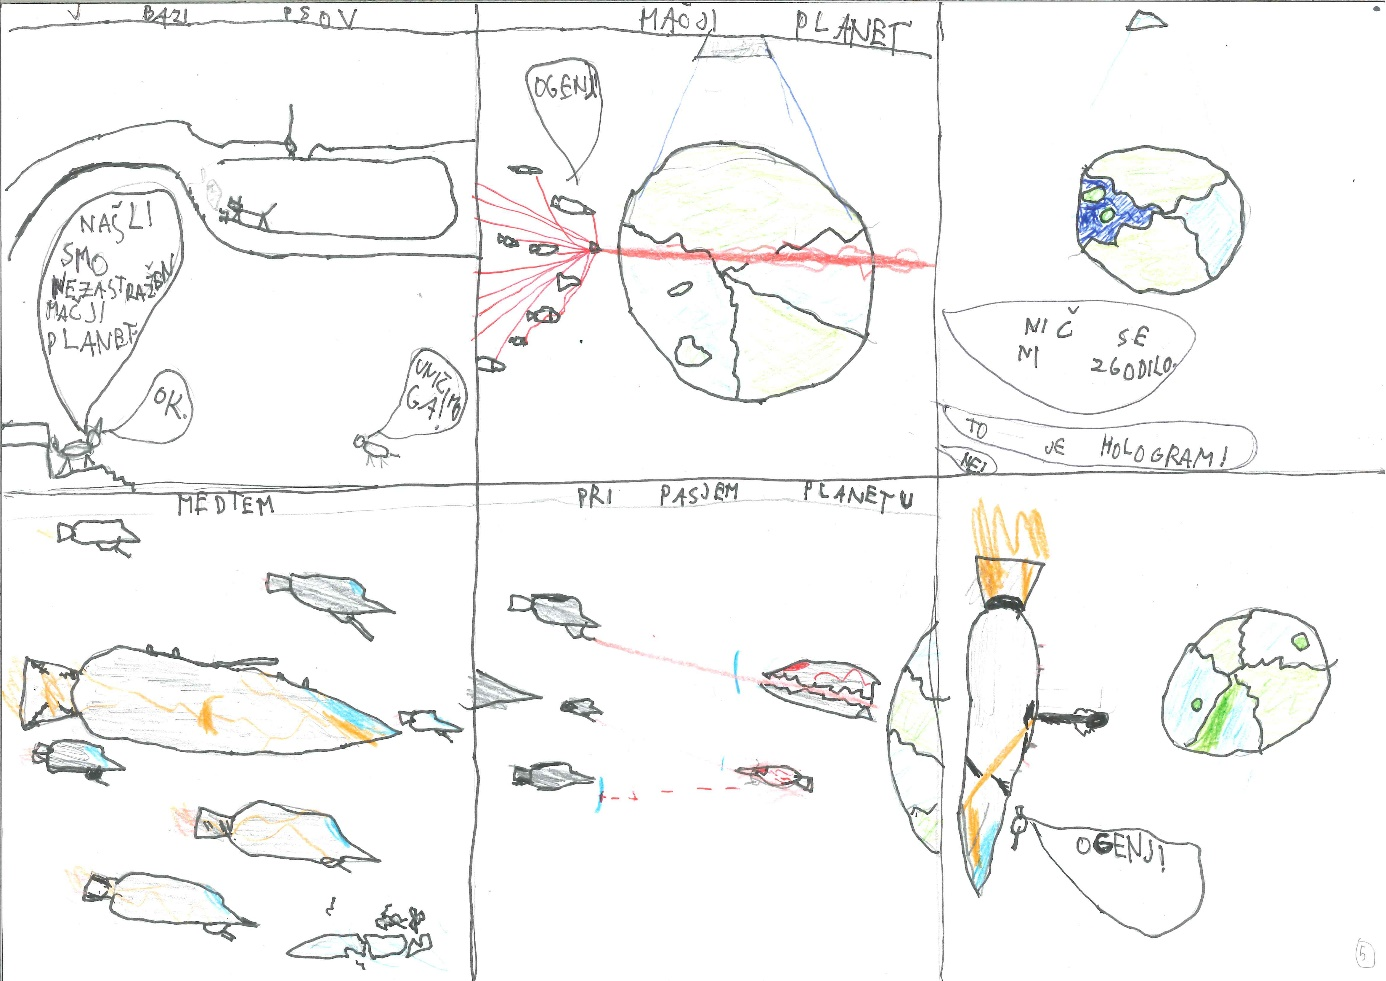 V BAZI PSOV
NAŠLI
SMO
NEZASTRAŽEN
MAČJI
PLANET.
OK.
UNIČIMO
GA!
MAČJI PLANET
OGENJ!
NIČ SE
NI ZGODILO.
TO JE HOLOGRAM!
NE!
MEDTEM
PRI PASJEM PLANETU
OGENJ!
5